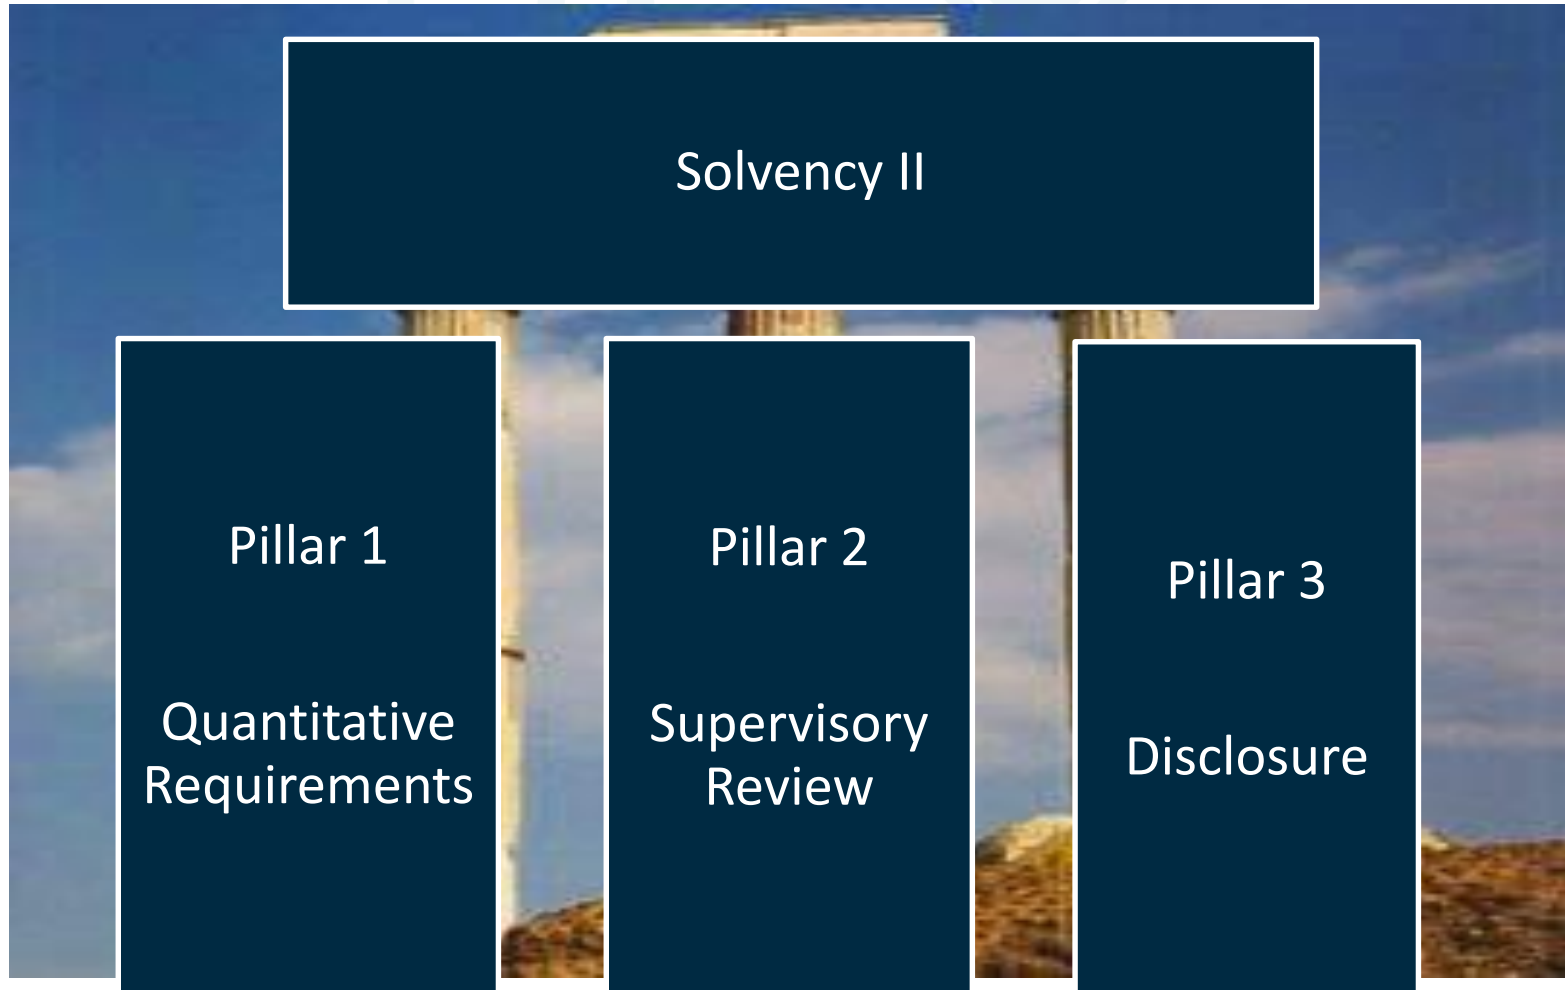 Solvency II
Pillar 1
Quantitative
Requirements
Pillar 2
Supervisory
Review
Pillar 3
Disclosure